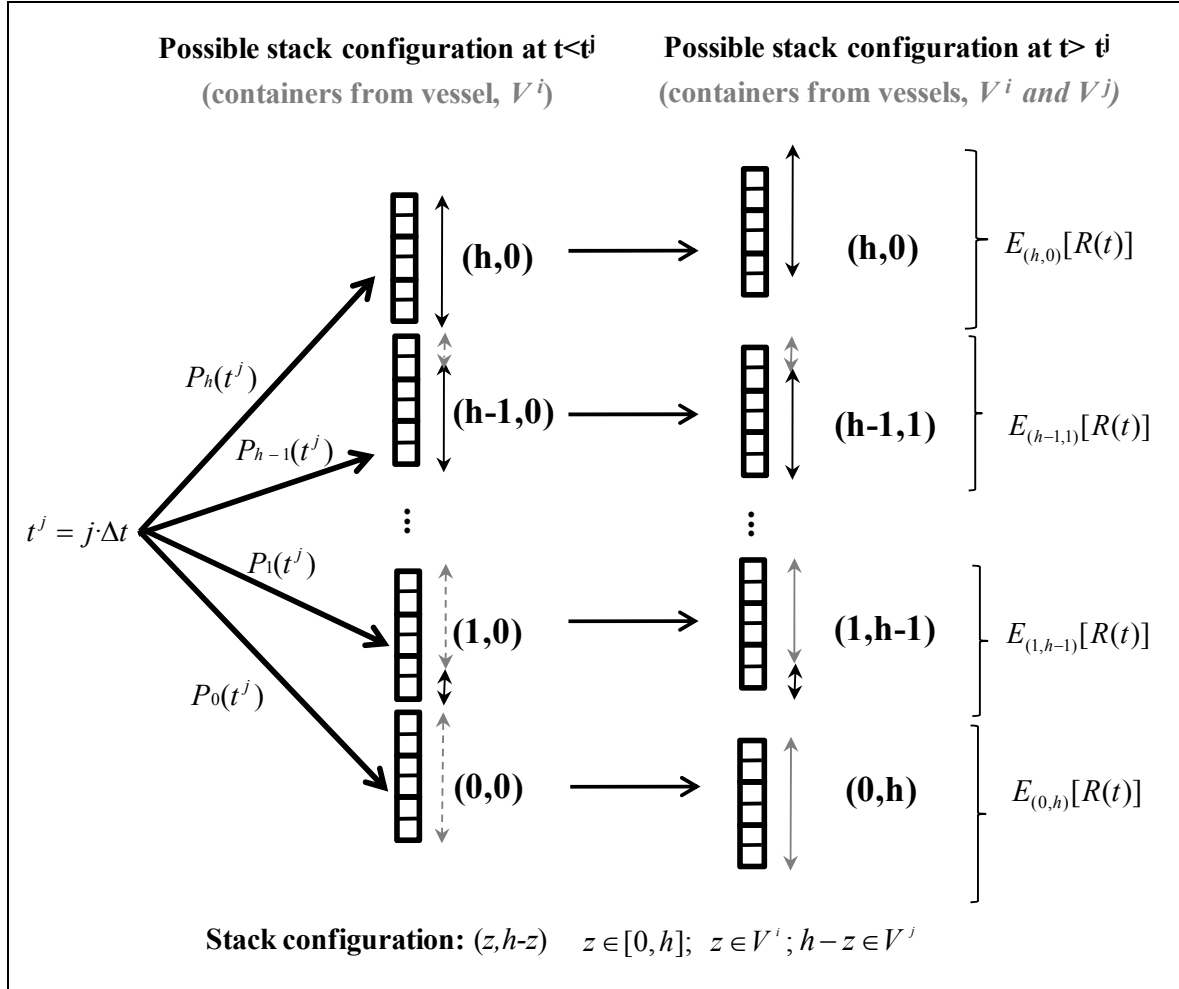 Possible stack configuration at t<t^j Possible stack configuration at t> t^j
(containers from vessel, V^i) (containers from vessels, V^i and V^j)
(h,0) (h,0) E_(h,0)[R(t)]
P_h(t^j)
(h-1,0) (h-1,1) E_(h−1,1)[R(t)]
P_h−1(t^j)
... ...
t^j = j·Δt
P_1(t^j)
(1,0) (1,h-1) E_(1,h−1)[R(t)]
P_0(t^j)
(0,0) (0,h) E_(0,h)[R(t)]
Stack configuration: (z,h-z) z∈[0,h]; z∈V^i; h−z∈V^j